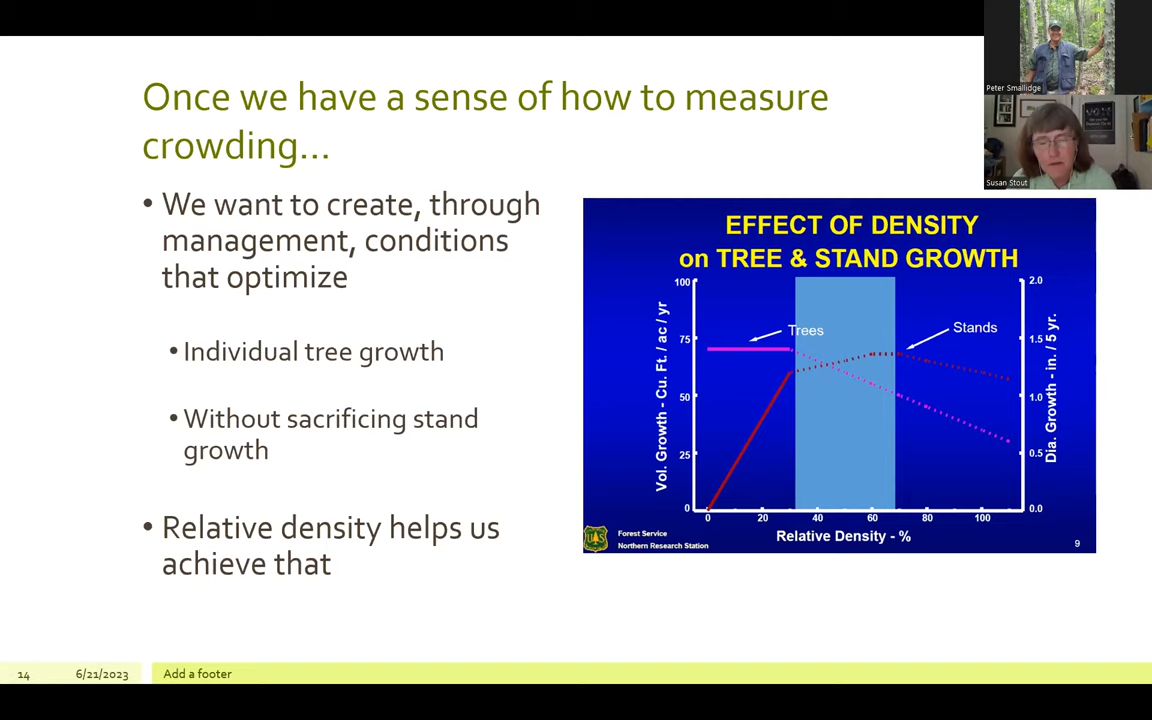 Once we have a sense of how to measure
crowding...
• We want to create, through
management, conditions
that optimize
• Individual tree growth
• Without sacrificing stand
growth
• Relative density helps us
achieve that
EFFECT OF DENSITY
on TREE & STAND GROWTH
Vol. Growth - Cu. Ft. / ac / yr
100
75
50
25
0
Trees
Stands
2.0
1.5
1.0
0.5
0.0
Dia. Growth - in. / 5 yr.
0 20 40 60 80 100
Relative Density - %
Forest Service
Northern Research Station
9
Peter Smallidge
Susan Stout
14 6/21/2023 Add a footer